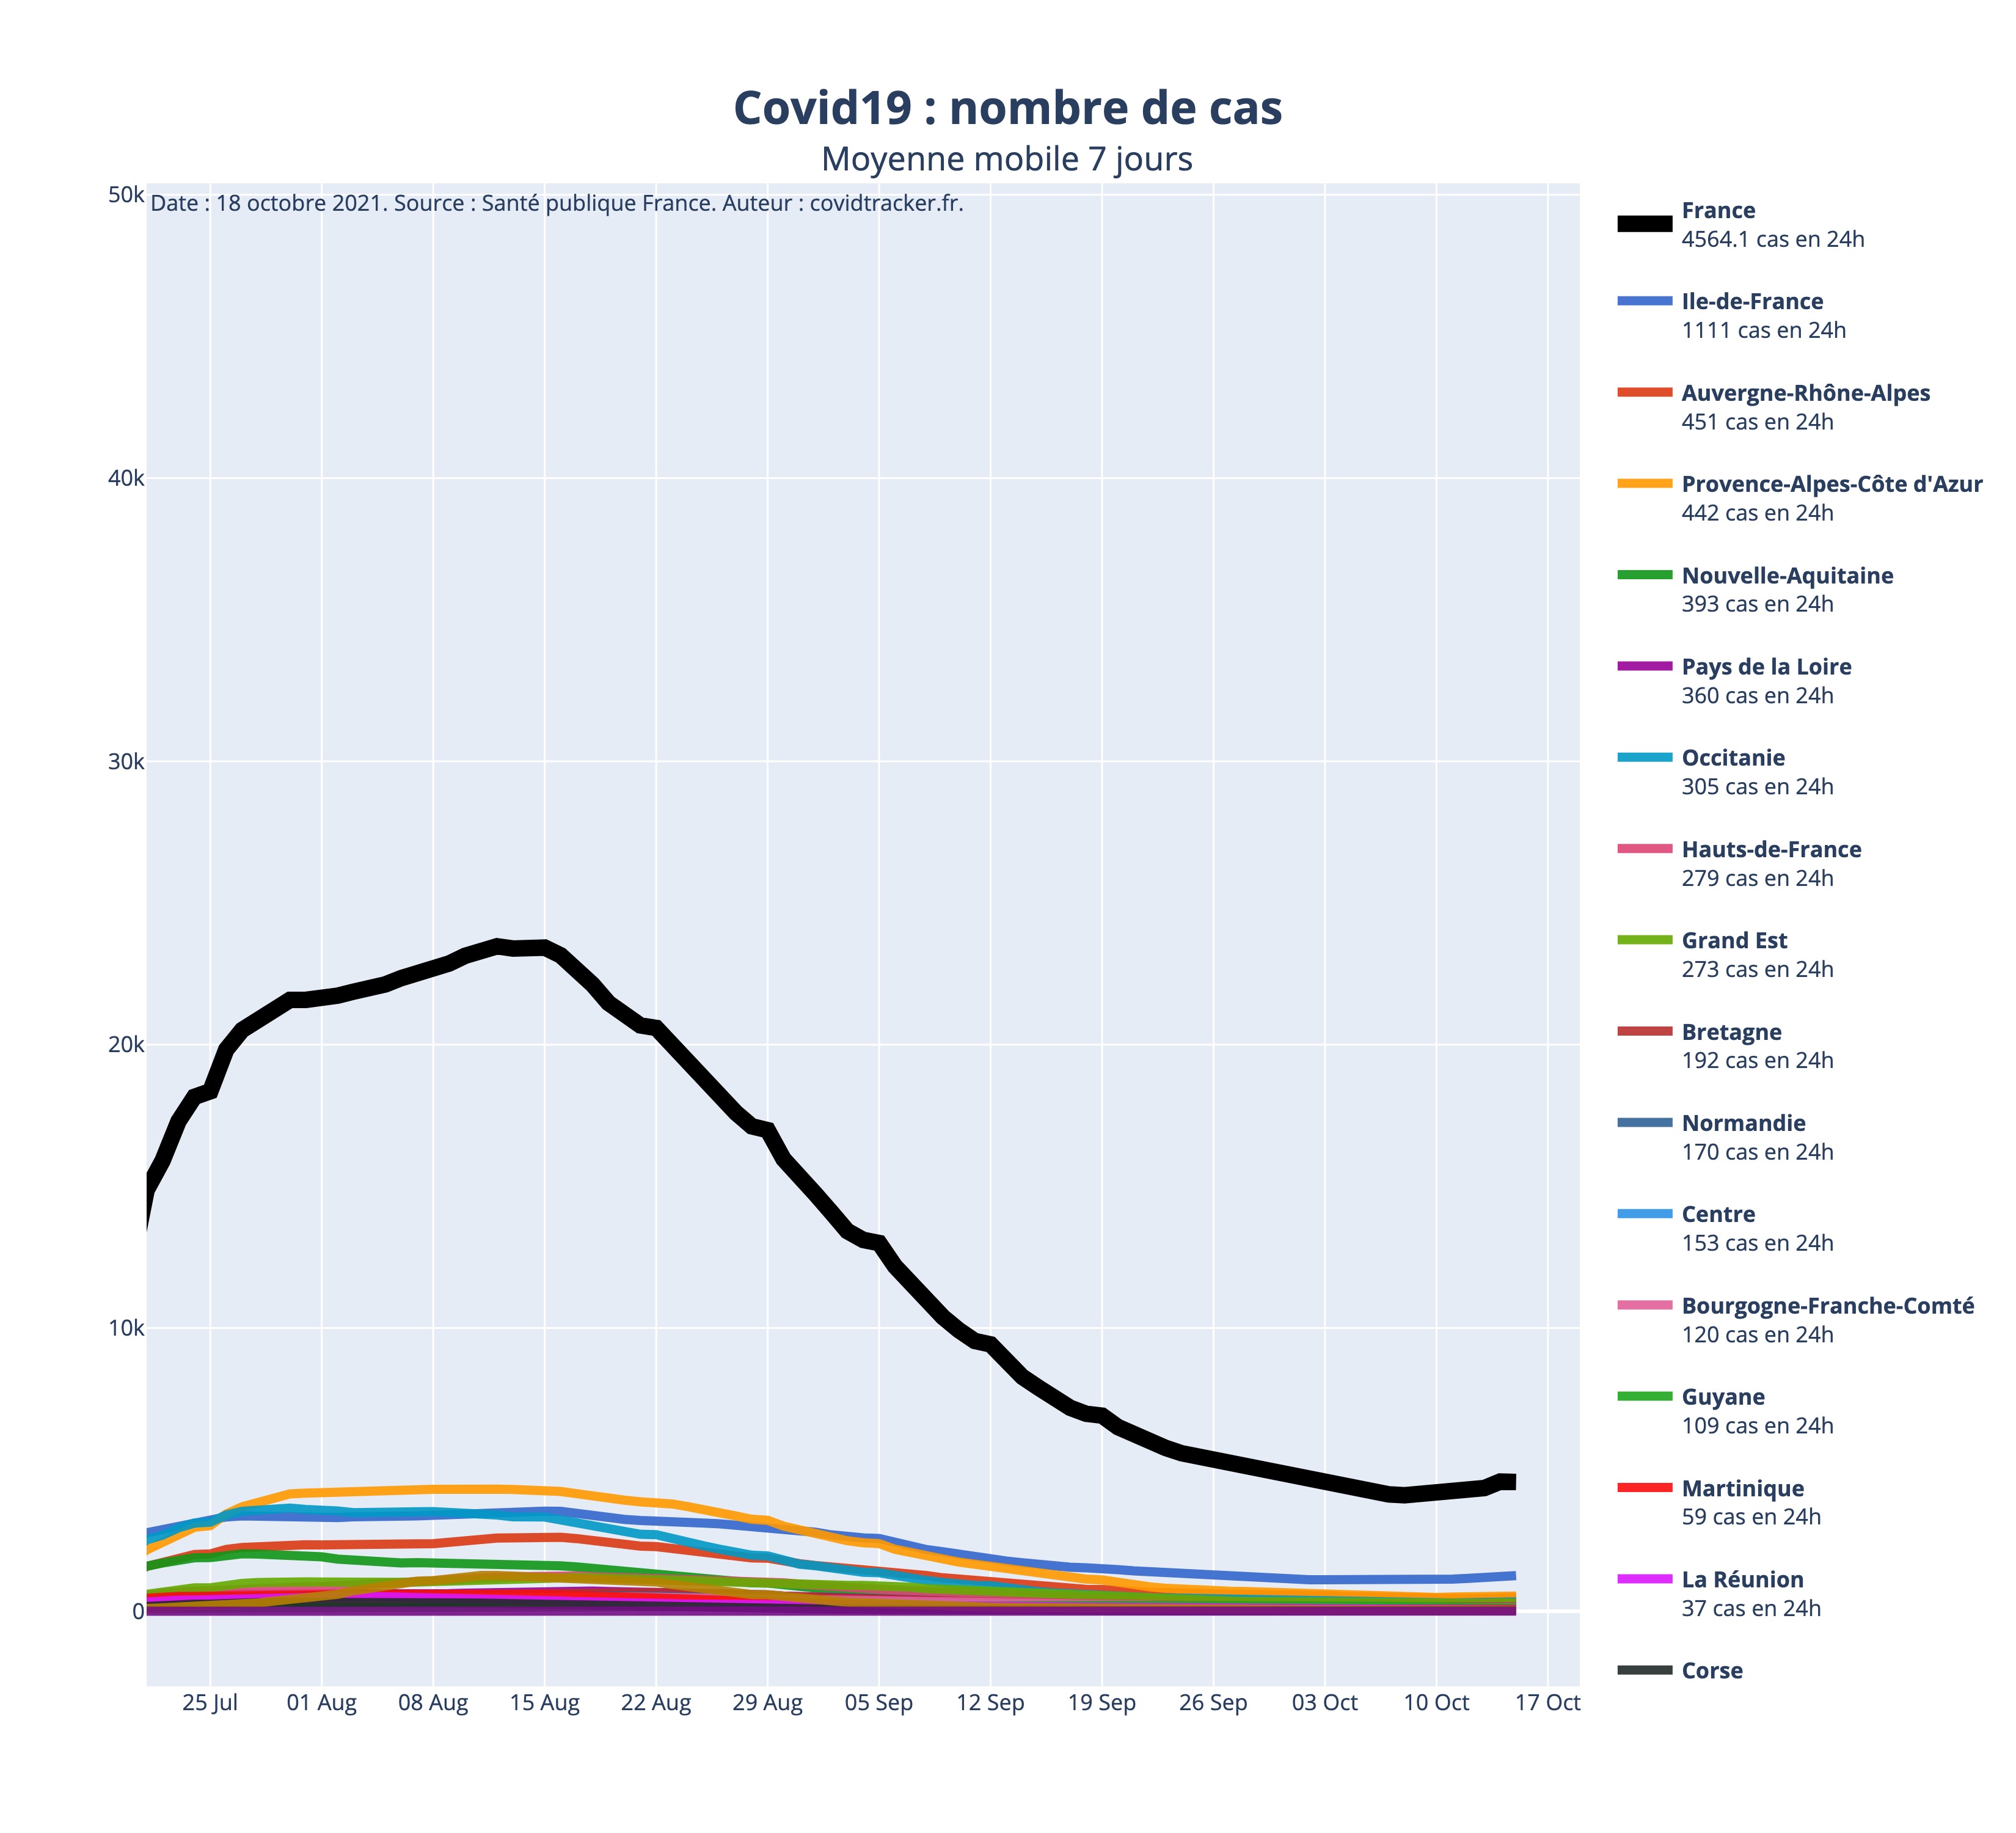 Covid19 : nombre de cas
Moyenne mobile 7 jours
Date : 18 octobre 2021. Source : Santé publique France. Auteur : covidtracker.fr.
50k
40k
30k
20k
10k
0
25 Jul
01 Aug
08 Aug
15 Aug
22 Aug
29 Aug
05 Sep
12 Sep
19 Sep
26 Sep
03 Oct
10 Oct
17 Oct
France
4564.1 cas en 24h
Ile-de-France
1111 cas en 24h
Auvergne-Rhône-Alpes
451 cas en 24h
Provence-Alpes-Côte d'Azur
442 cas en 24h
Nouvelle-Aquitaine
393 cas en 24h
Pays de la Loire
360 cas en 24h
Occitanie
305 cas en 24h
Hauts-de-France
279 cas en 24h
Grand Est
273 cas en 24h
Bretagne
192 cas en 24h
Normandie
170 cas en 24h
Centre
153 cas en 24h
Bourgogne-Franche-Comté
120 cas en 24h
Guyane
109 cas en 24h
Martinique
59 cas en 24h
La Réunion
37 cas en 24h
Corse